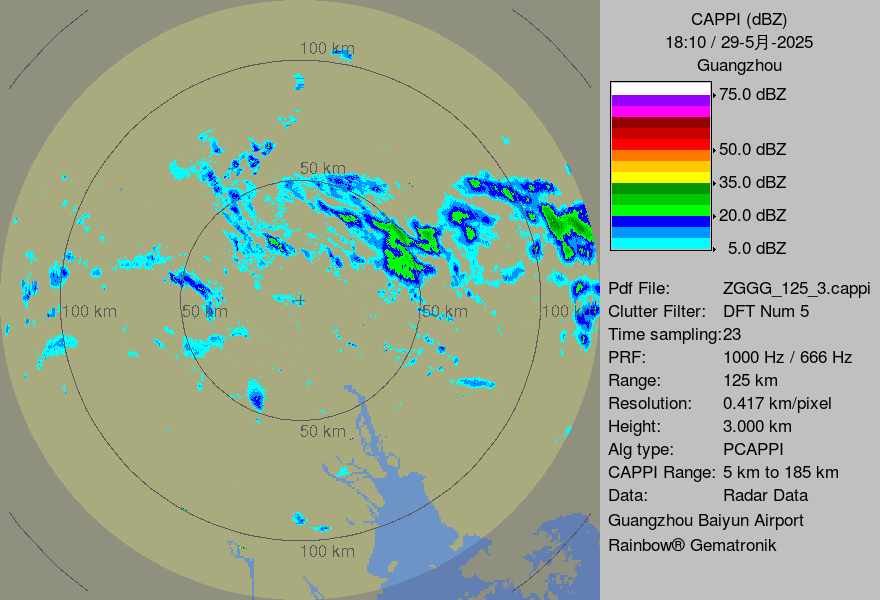 100 km
50 km
100 km
50 km
50 km
100
50 km
100 km
CAPPI (dBZ)
18:10 / 29-5月-2025
Guangzhou
75.0 dBZ
50.0 dBZ
35.0 dBZ
20.0 dBZ
5.0 dBZ
Pdf File: ZGGG_125_3.cappi
Clutter Filter: DFT Num 5
Time sampling:23
PRF: 1000 Hz / 666 Hz
Range: 125 km
Resolution: 0.417 km/pixel
Height: 3.000 km
Alg type: PCAPPI
CAPPI Range: 5 km to 185 km
Data: Radar Data
Guangzhou Baiyun Airport
Rainbow® Gematronik